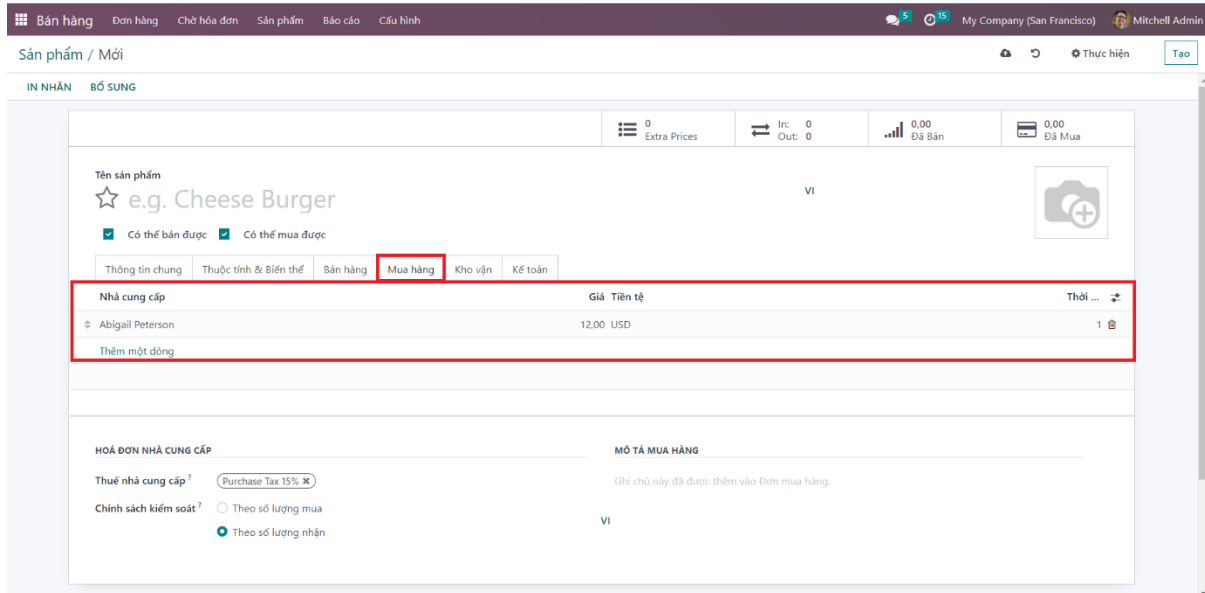 Bán hàng Đơn hàng Chờ hóa đơn Sản phẩm Báo cáo Cấu hình 5 15 My Company (San Francisco) Mitchell Admin
Sản phẩm / Mới Thực hiện Tạo
IN NHÃN BỔ SUNG
0 Extra Prices In: 0 Out: 0 0,00 Đã Bán 0,00 Đã Mua
Tên sản phẩm
e.g. Cheese Burger VI
Có thể bán được Có thể mua được
Thông tin chung Thuộc tính & Biến thể Bán hàng Mua hàng Kho vận Kế toán
Nhà cung cấp Giá Tiền tệ Thời ...
Abigail Peterson 12,00 USD 1
Thêm một dòng
HOÁ ĐƠN NHÀ CUNG CẤP MÔ TẢ MUA HÀNG
Thuế nhà cung cấp ? Purchase Tax 15% × Ghi chú này đã được thêm vào Đơn mua hàng.
Chính sách kiểm soát ? Theo số lượng mua
VI
Theo số lượng nhận